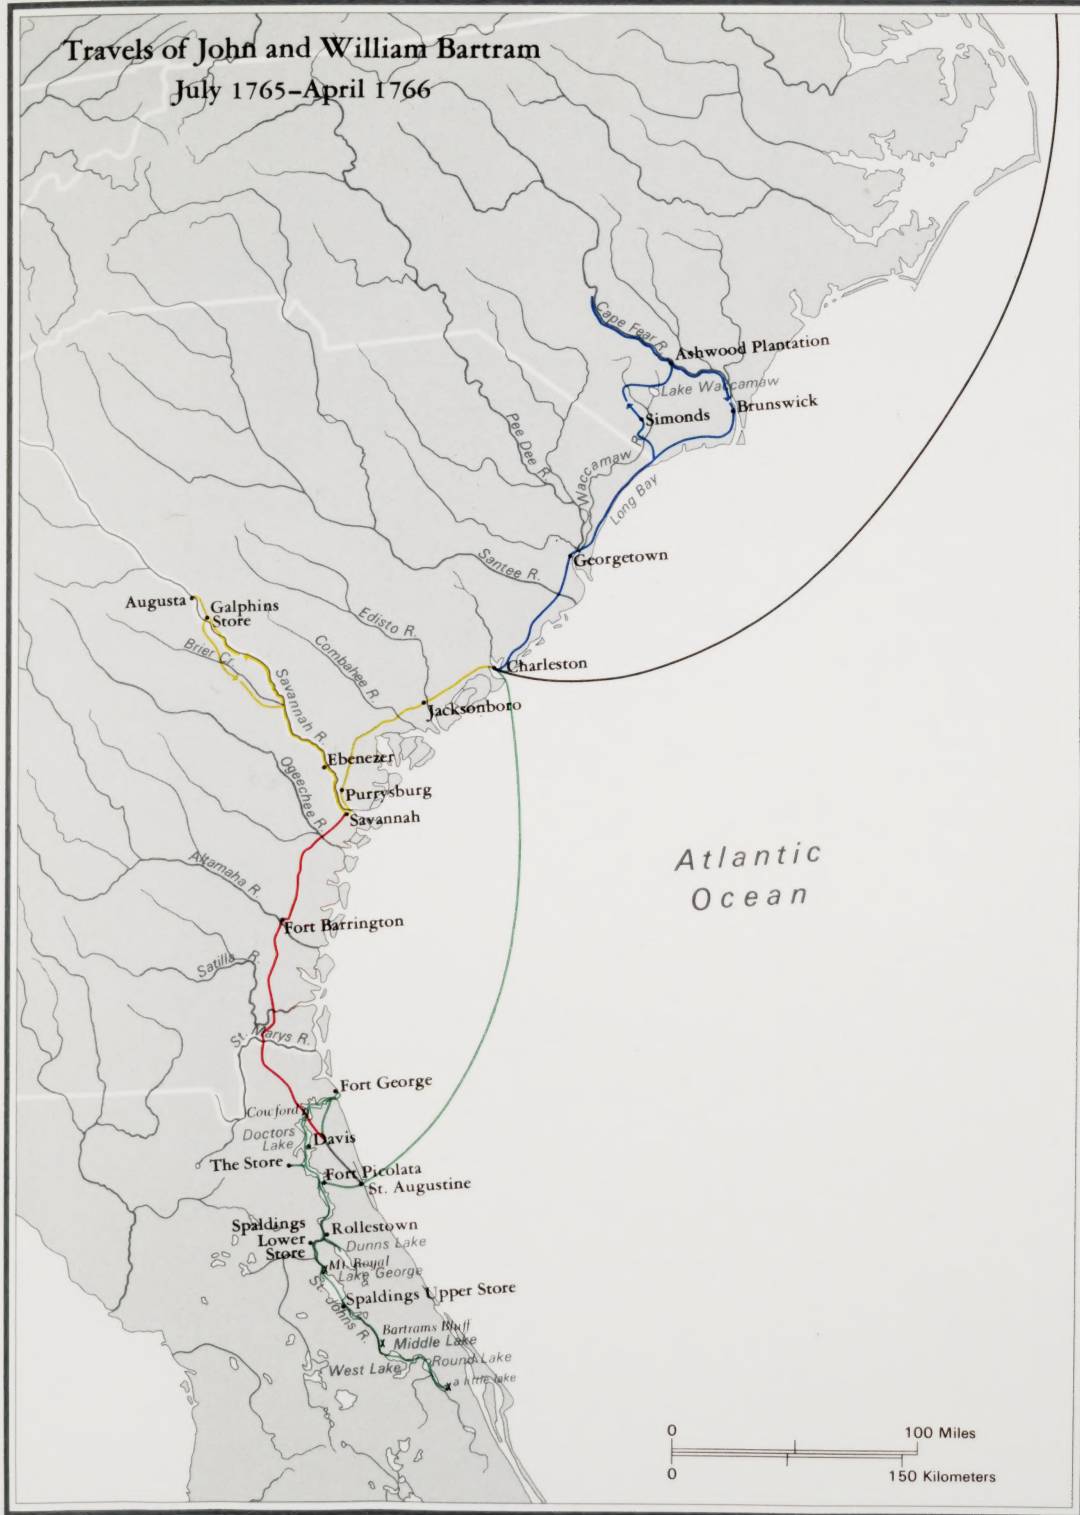 Travels of John and William Bartram
July 1765–April 1766
Cape Fear R.
Ashwood Plantation
Lake Waccamaw
Brunswick
Simonds
Pee Dee R.
Waccamaw R.
Long Bay
Georgetown
Santee R.
Augusta
Galphins
Store
Edisto R.
Brier Cr.
Combahee R.
Charleston
Savannah R.
Jacksonboro
Ebenezer
Ogeechee R.
Purrysburg
Savannah
Atlantic
Ocean
Altamaha R.
Fort Barrington
Satilla R.
St. Marys R.
Fort George
Cowford
Doctors
Lake
Davis
The Store
Fort Picolata
St. Augustine
Spaldings
Lower
Store
Rollestown
Dunns Lake
Mt. Royal
Lake George
St. Johns R.
Spaldings Upper Store
Bartrams Bluff
Middle Lake
Round Lake
West Lake
a little lake
0
100 Miles
0
150 Kilometers